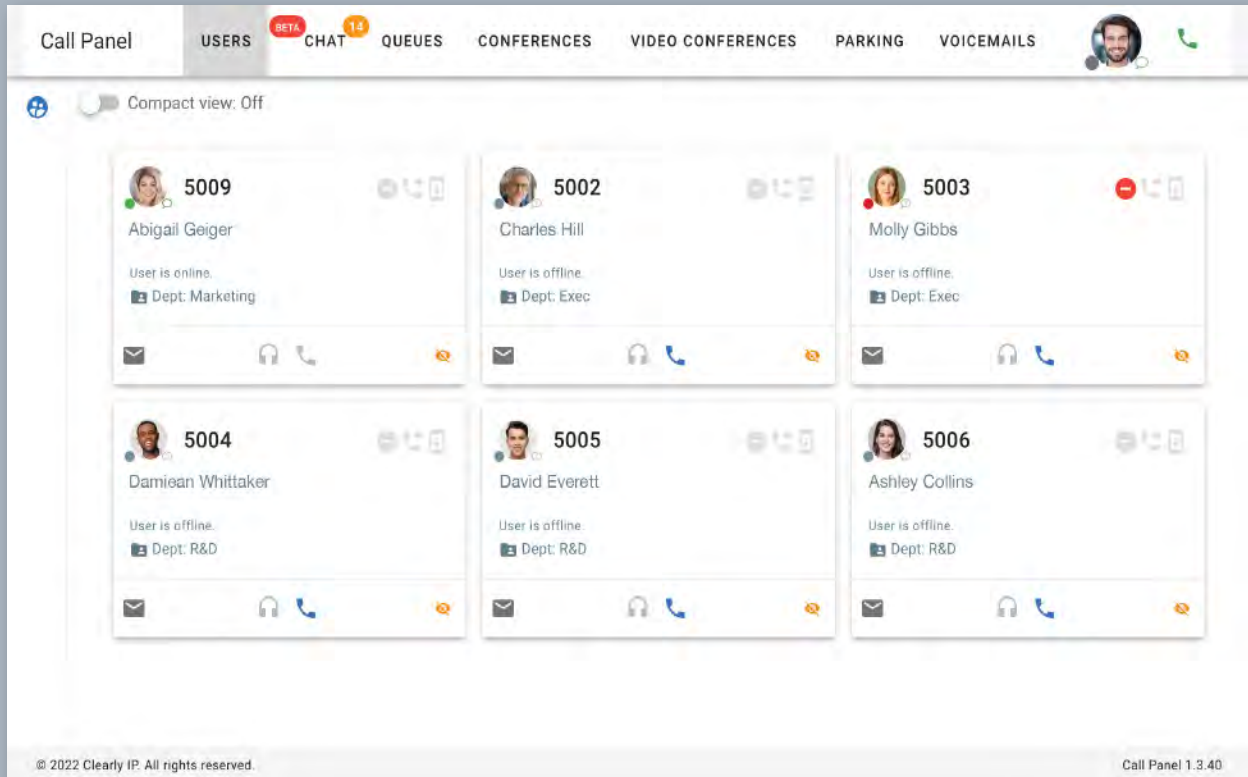 Call Panel USERS BETA CHAT 14 QUEUES CONFERENCES VIDEO CONFERENCES PARKING VOICEMAILS
Compact view: Off
5009 5002 5003
Abigail Geiger Charles Hill Molly Gibbs
User is online. User is offline. User is offline.
Dept: Marketing Dept: Exec Dept: Exec
5004 5005 5006
Damiean Whittaker David Everett Ashley Collins
User is offline. User is offline. User is offline.
Dept: R&D Dept: R&D Dept: R&D
© 2022 Clearly IP. All rights reserved. Call Panel 1.3.40